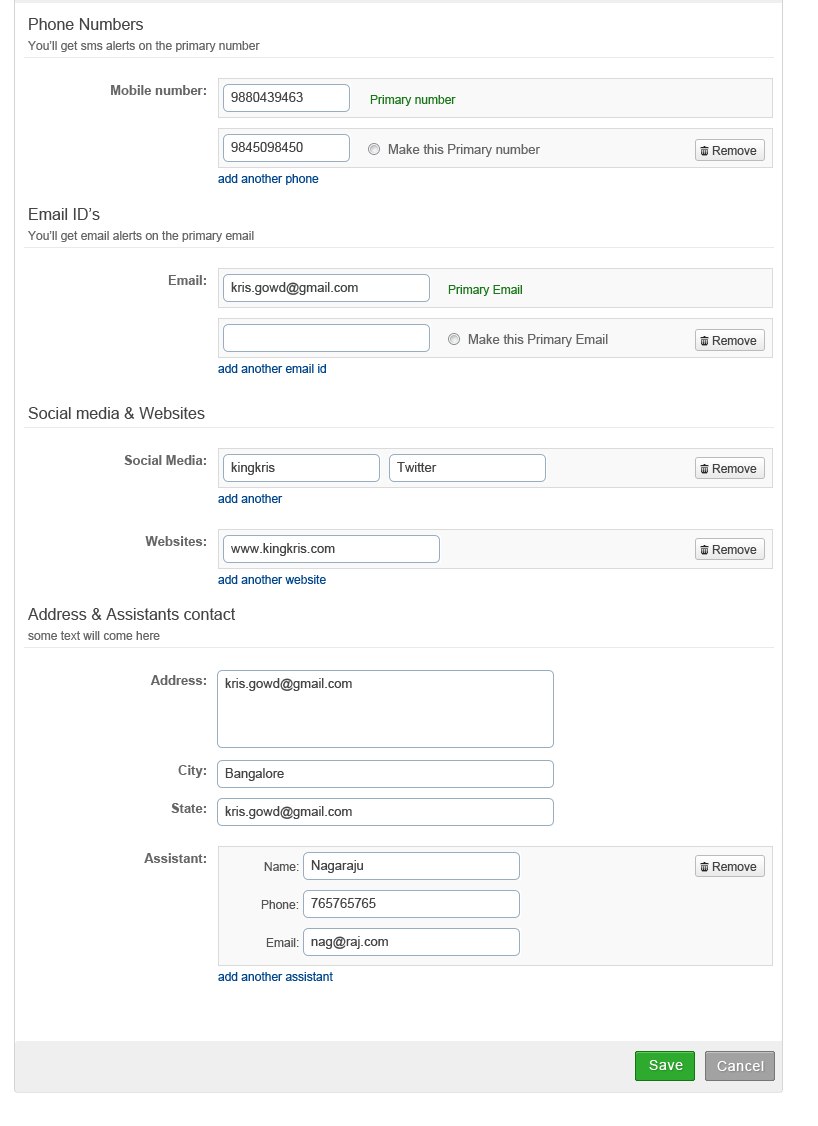 Phone Numbers
You'll get sms alerts on the primary number
Mobile number: 9880439463 Primary number
9845098450 Make this Primary number Remove
add another phone
Email ID's
You'll get email alerts on the primary email
Email: kris.gowd@gmail.com Primary Email
Make this Primary Email Remove
add another email id
Social media & Websites
Social Media: kingkris Twitter Remove
add another
Websites: www.kingkris.com Remove
add another website
Address & Assistants contact
some text will come here
Address: kris.gowd@gmail.com
City: Bangalore
State: kris.gowd@gmail.com
Assistant: Name: Nagaraju Remove
Phone: 765765765
Email: nag@raj.com
add another assistant
Save Cancel